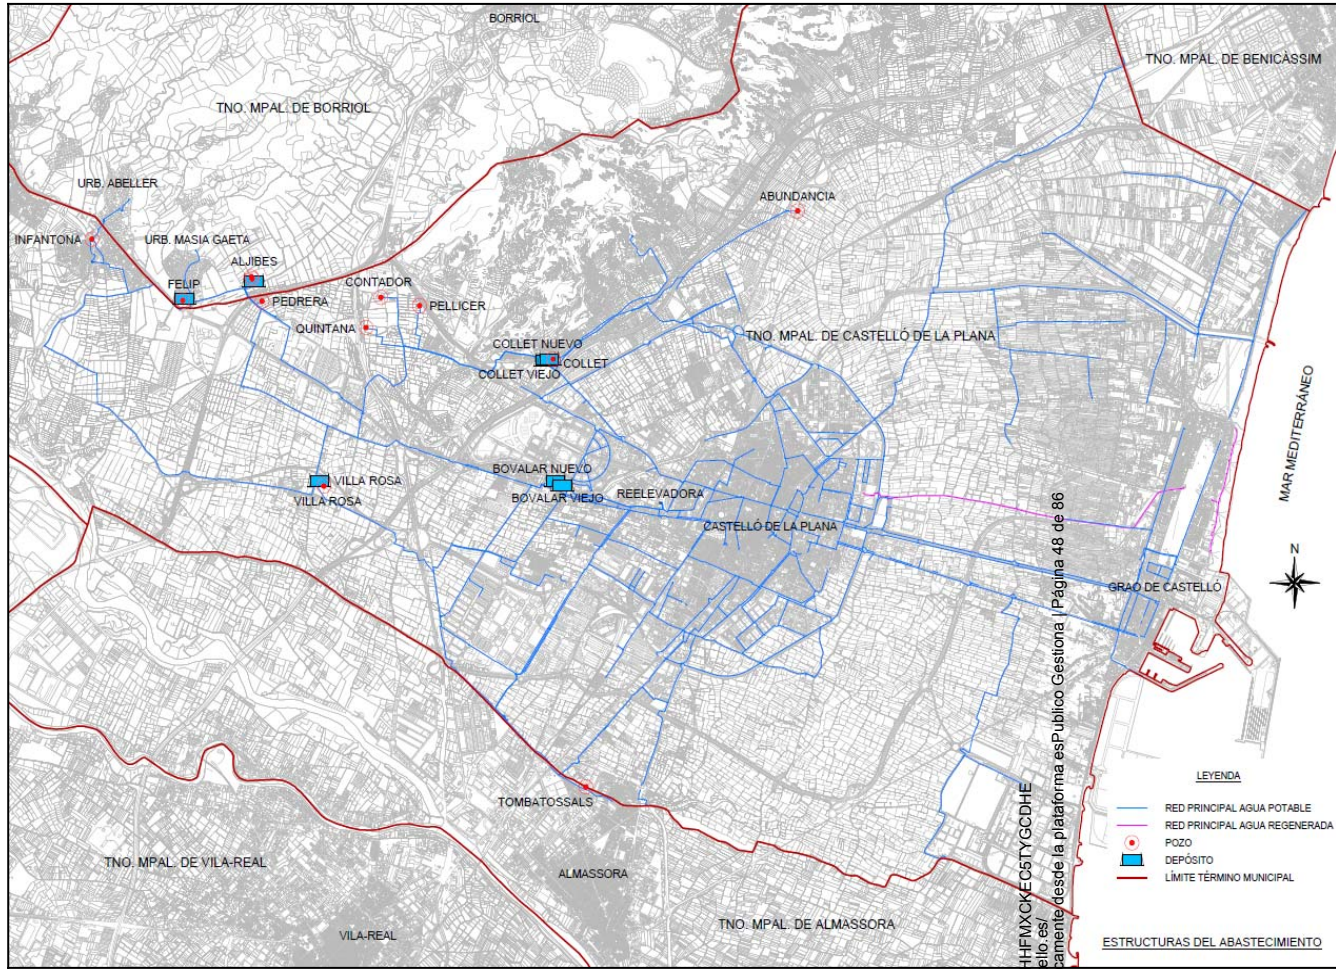 BORRIOL
TNO. MPAL. DE BENICÀSSIM
TNO. MPAL. DE BORRIOL
URB. ABELLER
ABUNDANCIA
INFANTONA
URB. MASIA GAETA
ALJIBES
FELIP
CONTADOR
PEDRERA
PELLICER
QUINTANA
TNO. MPAL. DE CASTELLÓ DE LA PLANA
COLLET NUEVO
COLLET
COLLET VIEJO
MAR MEDITERRÁNEO
BOVALAR NUEVO
VILLA ROSA
VILLA ROSA
BOVALAR VIEJO
REELEVADORA
CASTELLÓ DE LA PLANA
N
GRAO DE CASTELLÓ
TOMBATOSSALS
TNO. MPAL. DE VILA-REAL
ALMASSORA
TNO. MPAL. DE ALMASSORA
VILA-REAL
HHFMXCKEC5TYGCDHE
ello.es/
camente desde la plataforma esPublico Gestiona | Página 48 de 86
LEYENDA
RED PRINCIPAL AGUA POTABLE
RED PRINCIPAL AGUA REGENERADA
POZO
DEPÓSITO
LÍMITE TÉRMINO MUNICIPAL
ESTRUCTURAS DEL ABASTECIMIENTO